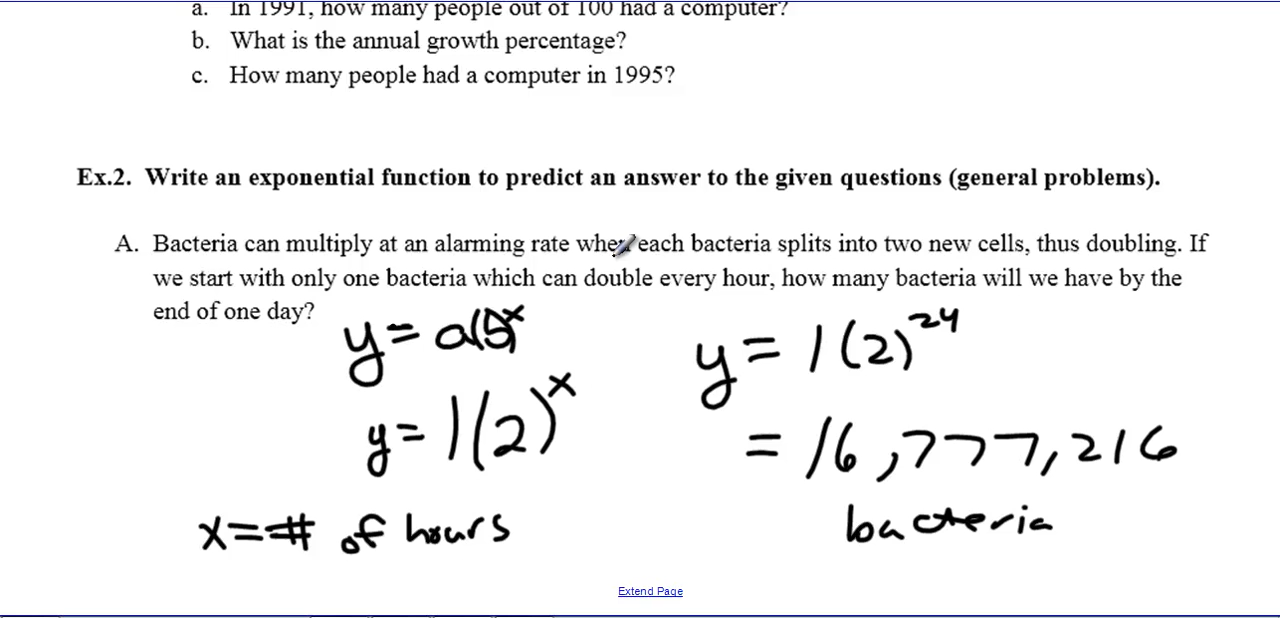 a. In 1991, how many people out of 100 had a computer?
b. What is the annual growth percentage?
c. How many people had a computer in 1995?
Ex.2. Write an exponential function to predict an answer to the given questions (general problems).
A. Bacteria can multiply at an alarming rate when each bacteria splits into two new cells, thus doubling. If
we start with only one bacteria which can double every hour, how many bacteria will we have by the
end of one day?
y = a(b)^x
y = 1(2)^x
x = # of hours
y = 1(2)^24
= 16,777,216
bacteria
Extend Page